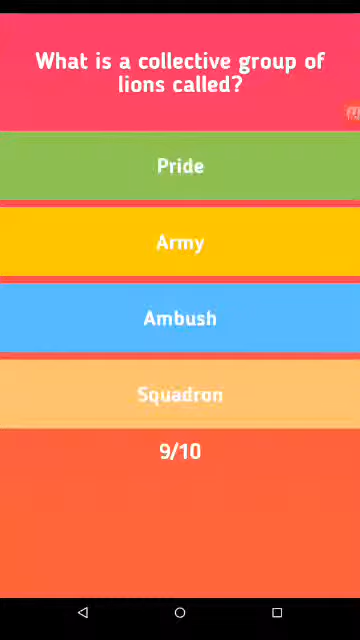 What is a collective group of
lions called?
Pride
Army
Ambush
Squadron
9/10